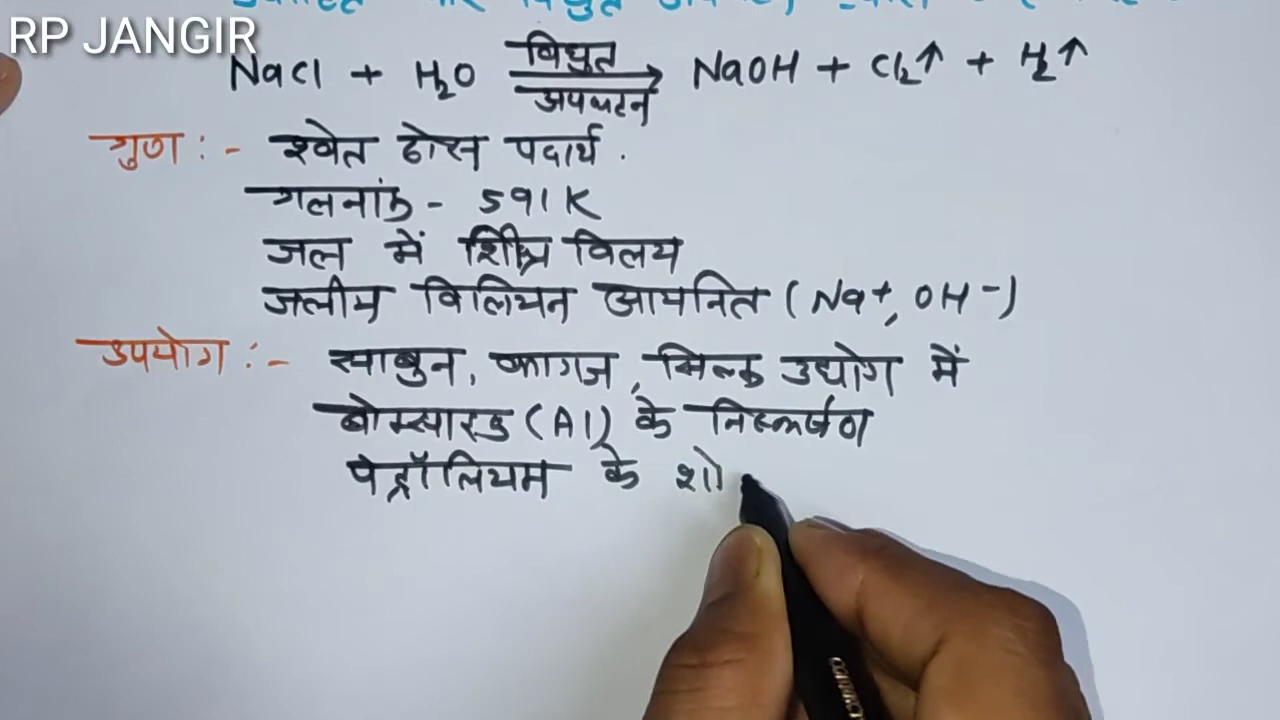 RP JANGIR
NaCl + H₂O विद्युत अपघटन → NaOH + Cl₂↑ + H₂↑
गुण :- श्वेत ठोस पदार्थ .
गलनांक - 591K
जल में शीघ्र विलय
जलीय विलियन आयनित (Na+, OH-)
उपयोग :- साबुन, कागज, सिल्क उद्योग में
बोक्साइड (Al) के निष्कर्षण
पेट्रॉलियम के शो